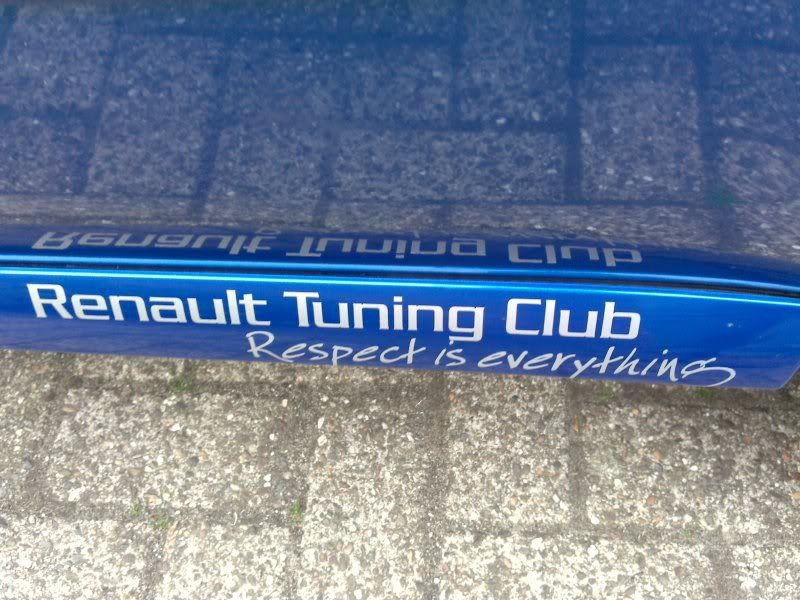 Renault Tuning Club
Respect is everything